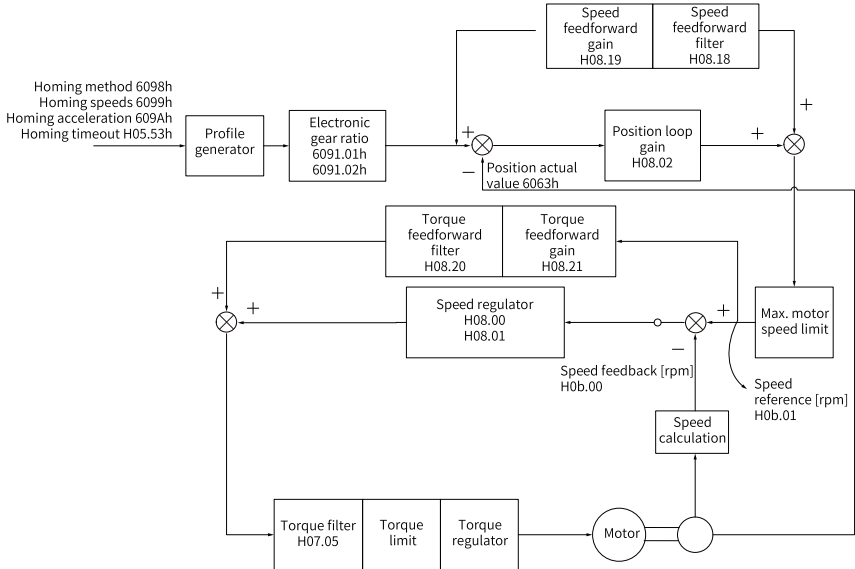 Speed
feedforward
gain
H08.19
Speed
feedforward
filter
H08.18
Homing method 6098h
Homing speeds 6099h
Homing acceleration 609Ah
Homing timeout H05.53h
Profile
generator
Electronic
gear ratio
6091.01h
6091.02h
+
Position loop
gain
H08.02
+
+
−
Position actual
value 6063h
Torque
feedforward
filter
H08.20
Torque
feedforward
gain
H08.21
+
+
Speed regulator
H08.00
H08.01
+
−
Max. motor
speed limit
Speed feedback [rpm]
H0b.00
Speed
reference [rpm]
H0b.01
Speed
calculation
Torque filter
H07.05
Torque
limit
Torque
regulator
Motor